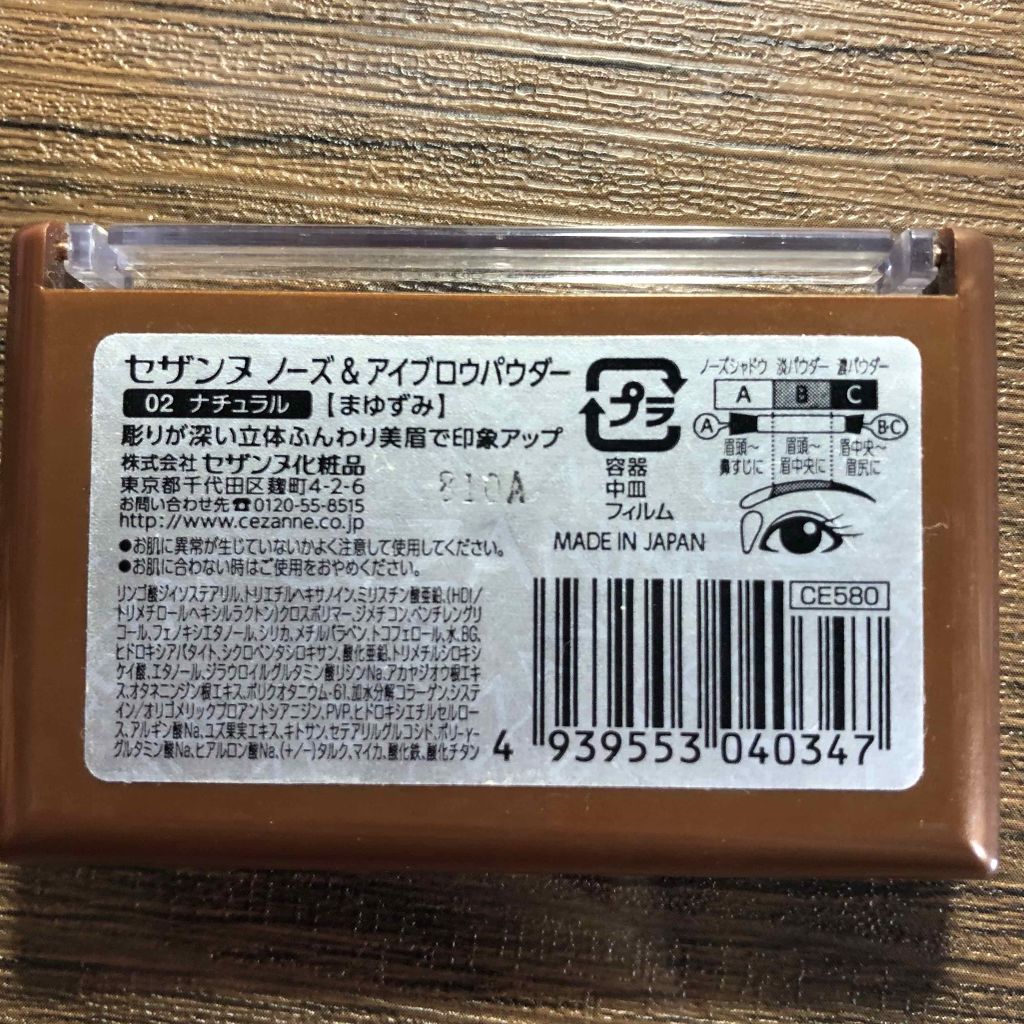 セザンヌ ノーズ&アイブロウパウダー
02 ナチュラル 【まゆずみ】
彫りが深い立体ふんわり美眉で印象アップ
株式会社 セザンヌ化粧品
東京都千代田区麹町4-2-6
お問い合わせ先☎0120-55-8515
http://www.cezanne.co.jp
810A
●お肌に異常が生じていないかよく注意して使用してください。
●お肌に合わない時はご使用をおやめください。
リンゴ酸ジイソステアリル、トリエチルヘキサノイン、ミリスチン酸亜鉛、(HDI/
トリメチロールヘキシルラクトン)クロスポリマー、ジメチコン、ペンチレングリ
コール、フェノキシエタノール、シリカ、メチルパラベン、トコフェロール、水、BG、
ヒドロキシアパタイト、シクロペンタシロキサン、酸化亜鉛、トリメチルシロキシ
ケイ酸、エタノール、ジラウロイルグルタミン酸リシンNa、アカヤジオウ根エキ
ス、オタネニンジン根エキス、ポリクオタニウム-61、加水分解コラーゲン、システ
イン/オリゴメリックプロアントシアニジン、PVP、ヒドロキシエチルセルロー
ス、アルギン酸Na、ユズ果実エキス、キトサン、セテアリルグルコシド、ポリ-γ-
グルタミン酸Na、ヒアルロン酸Na、(+/-)タルク、マイカ、酸化鉄、酸化チタン
プラ
容器
中皿
フィルム
MADE IN JAPAN
ノーズシャドウ 淡パウダー 濃パウダー
A B C
A B・C
眉頭〜 眉頭〜 眉中央〜
鼻すじに 眉中央に 眉尻に
CE580
4 939553 040347